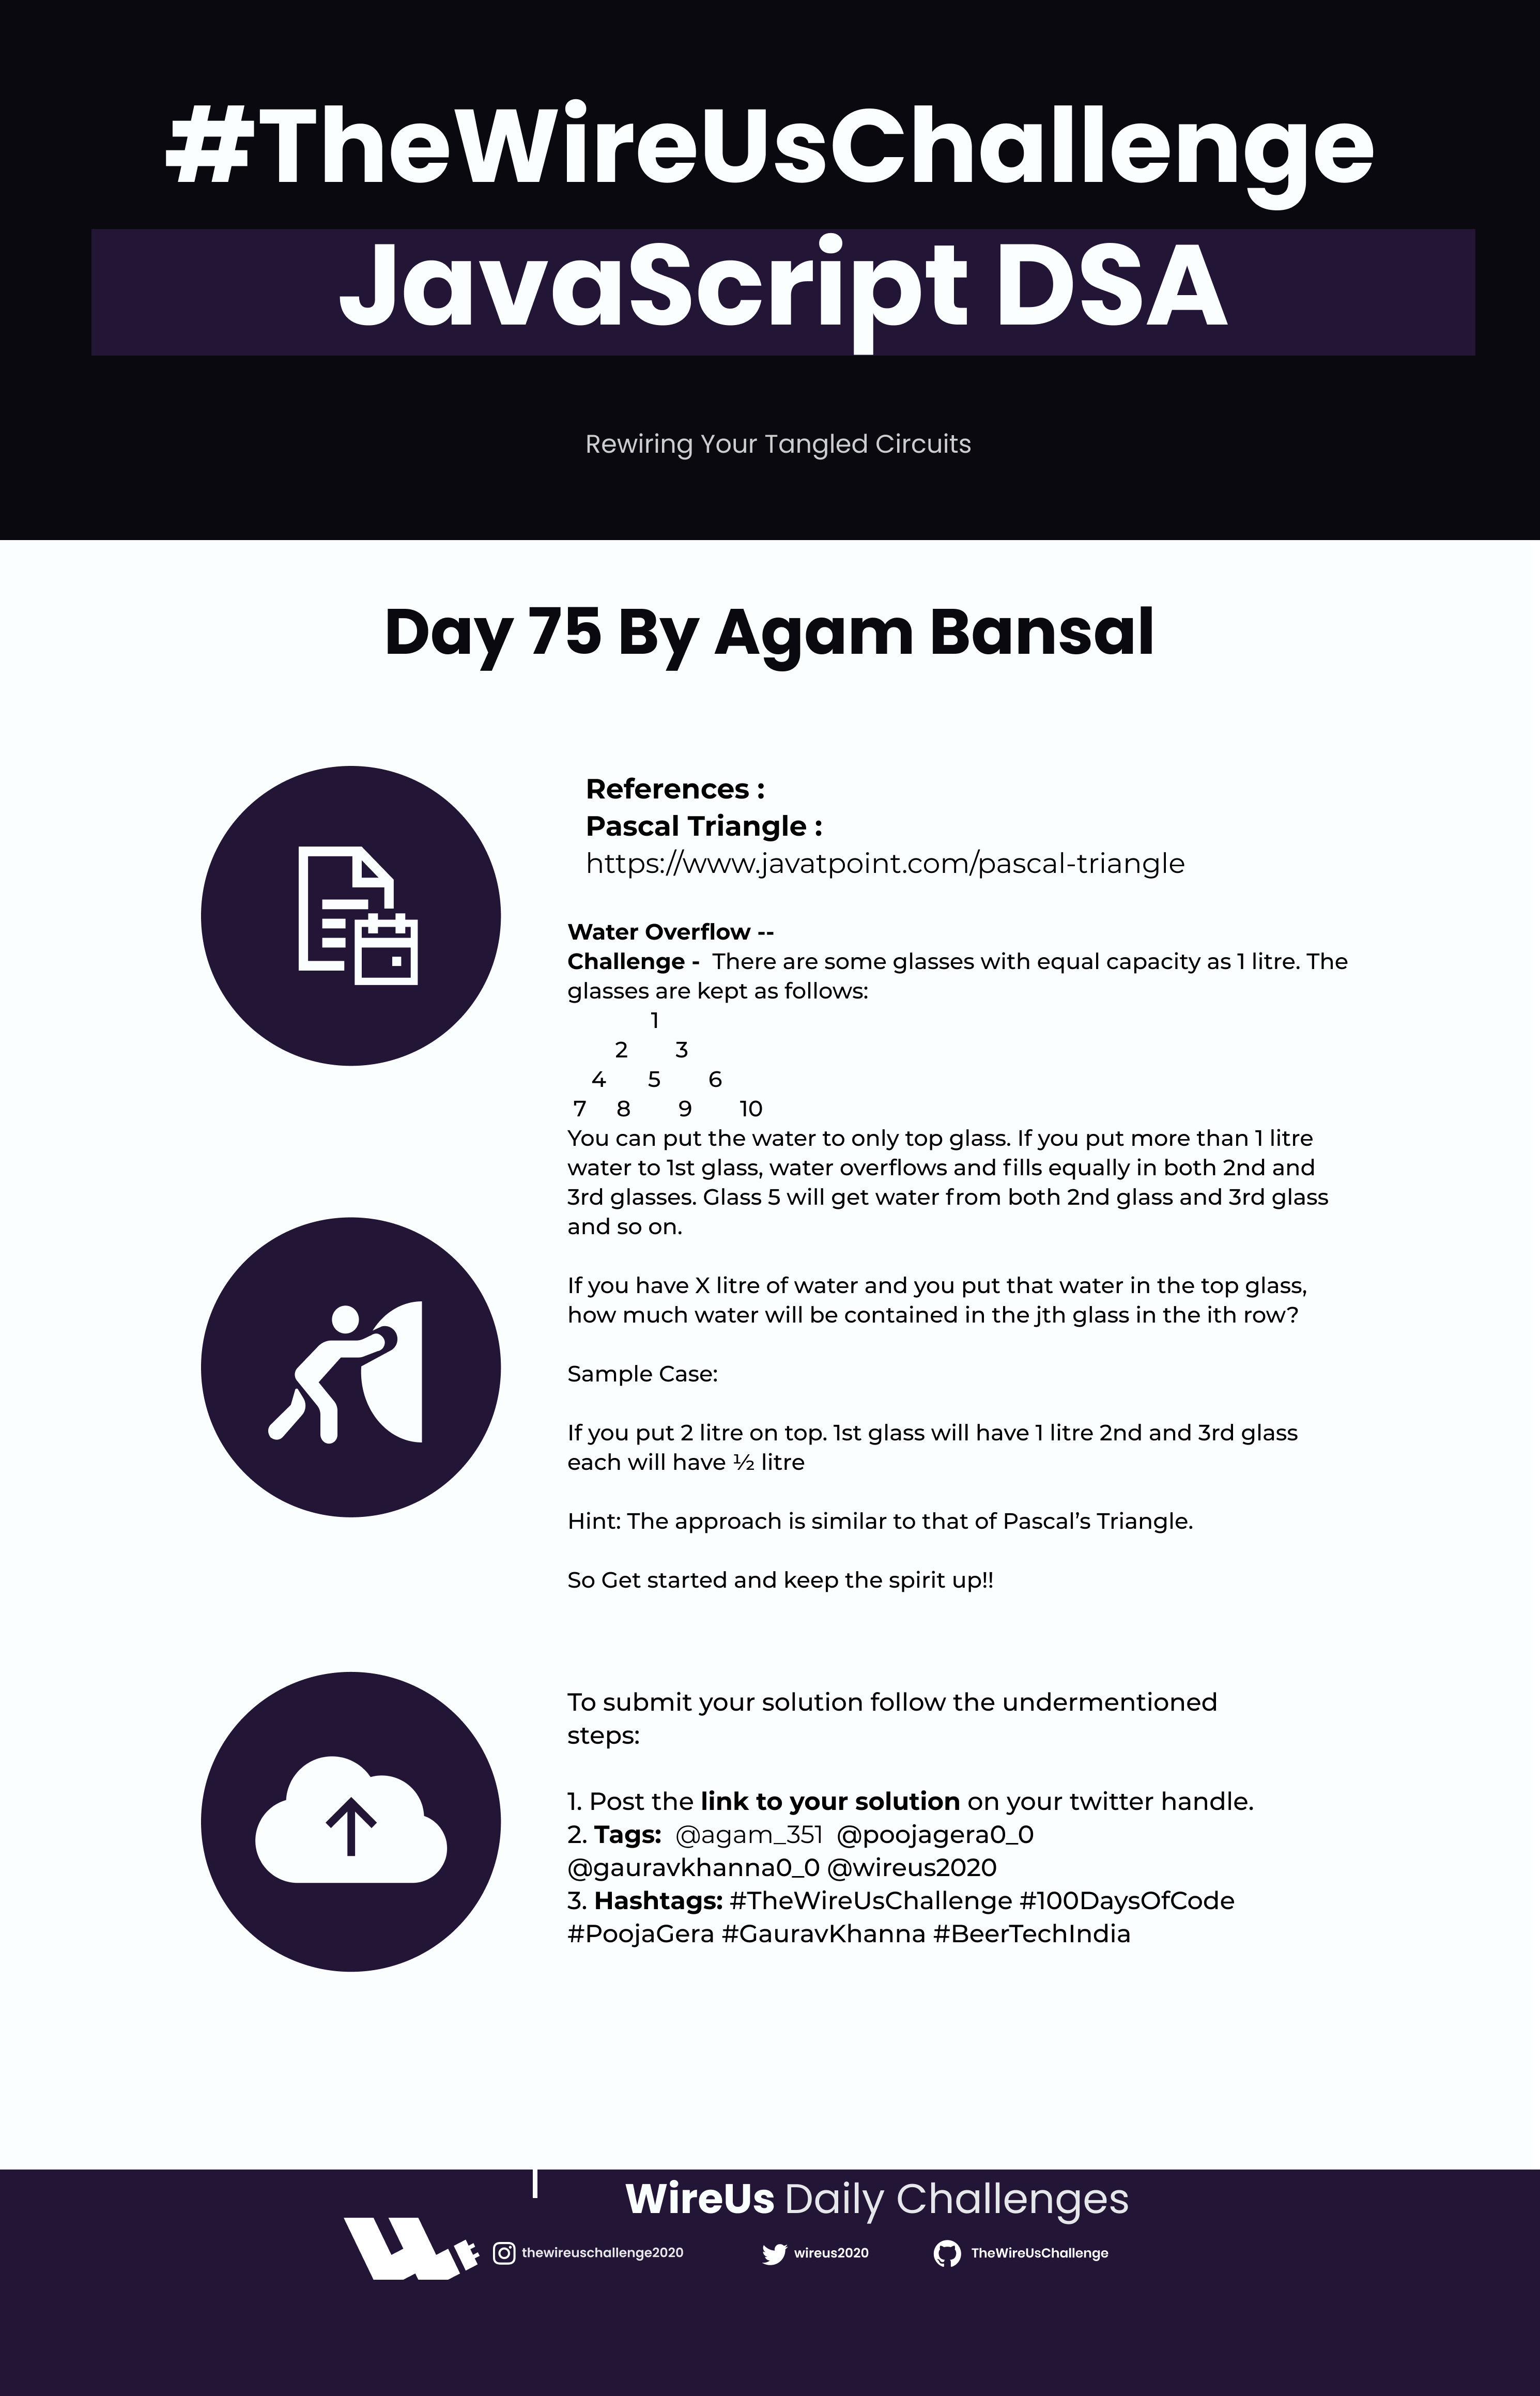 #TheWireUsChallenge
JavaScript DSA
Rewiring Your Tangled Circuits
Day 75 By Agam Bansal
References :
Pascal Triangle :
https://www.javatpoint.com/pascal-triangle
Water Overflow --
Challenge - There are some glasses with equal capacity as 1 litre. The
glasses are kept as follows:
1
2 3
4 5 6
7 8 9 10
You can put the water to only top glass. If you put more than 1 litre
water to 1st glass, water overflows and fills equally in both 2nd and
3rd glasses. Glass 5 will get water from both 2nd glass and 3rd glass
and so on.
If you have X litre of water and you put that water in the top glass,
how much water will be contained in the jth glass in the ith row?
Sample Case:
If you put 2 litre on top. 1st glass will have 1 litre 2nd and 3rd glass
each will have ½ litre
Hint: The approach is similar to that of Pascal’s Triangle.
So Get started and keep the spirit up!!
To submit your solution follow the undermentioned
steps:
1. Post the link to your solution on your twitter handle.
2. Tags: @agam_351 @poojagera0_0
@gauravkhanna0_0 @wireus2020
3. Hashtags: #TheWireUsChallenge #100DaysOfCode
#PoojaGera #GauravKhanna #BeerTechIndia
WireUs Daily Challenges
thewireuschallenge2020 wireus2020 TheWireUsChallenge